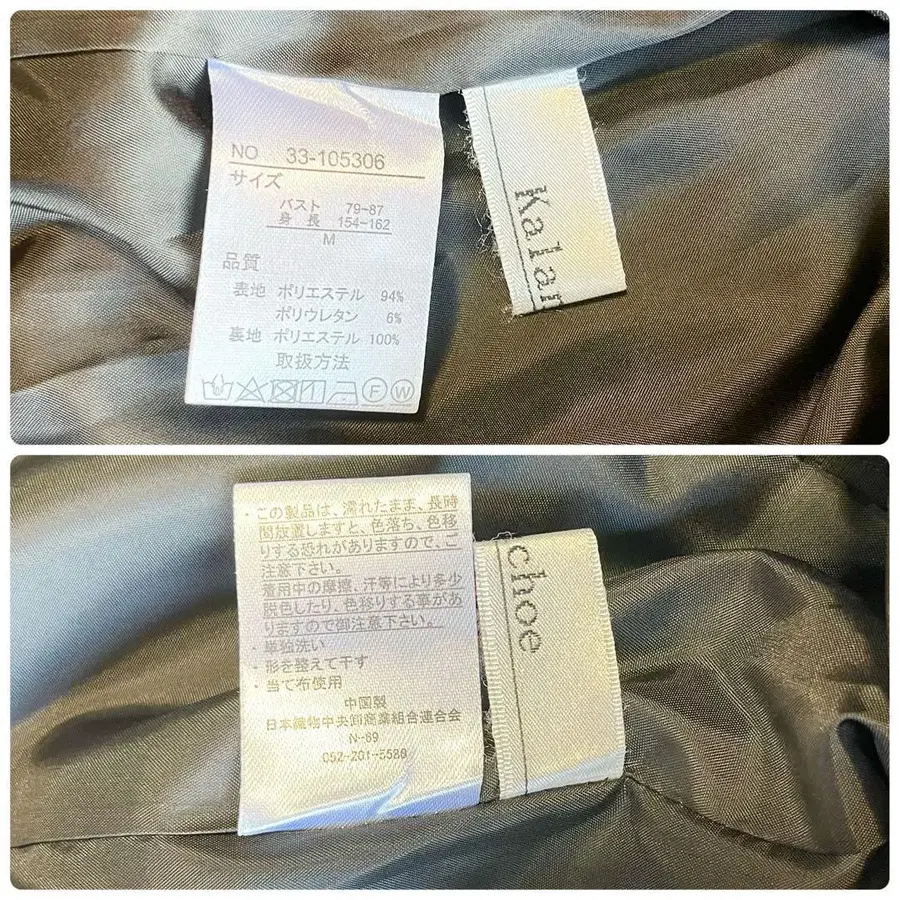 NO 33-105306
サイズ
バスト 79-87
身長 154-162
M
品質
表地 ポリエステル 94%
ポリウレタン 6%
裏地 ポリエステル 100%
取扱方法
F W
Kalan
・この製品は、濡れたまま、長時
間放置しますと、色落ち、色移
りする恐れがありますので、ご
注意下さい。
着用中の摩擦、汗等により多少
脱色したり、色移りする事があ
りますので御注意下さい。
・単独洗い
・形を整えて干す
・当て布使用
中国製
日本織物中央卸商業組合連合会
N-69
052-201-5588
choe